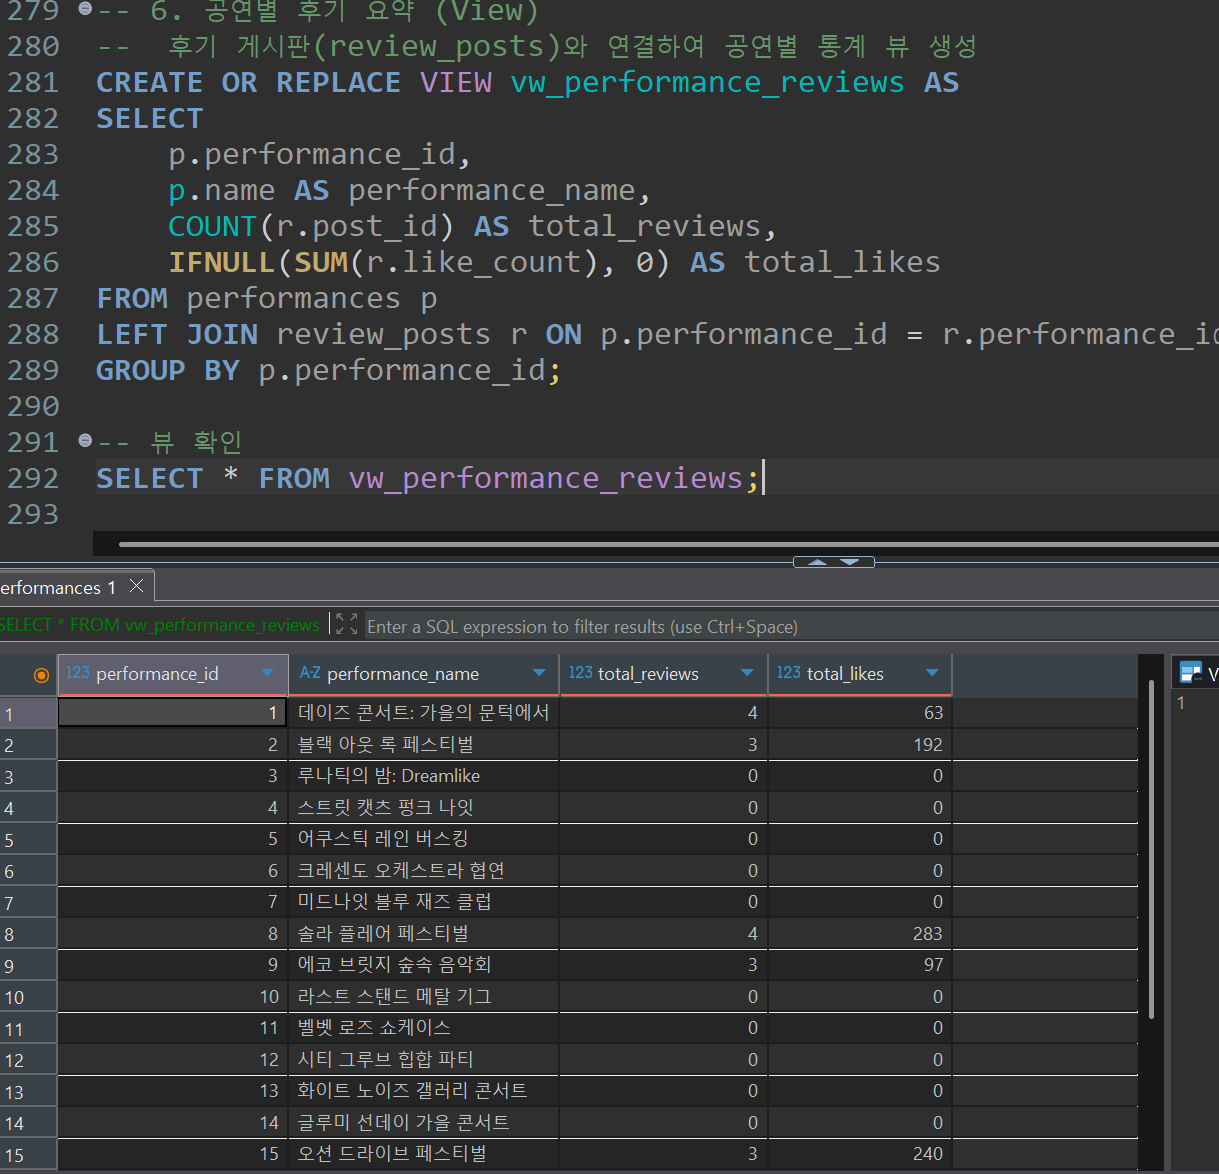 279 -- 6. 공연별 후기 요약 (View)
280 --  후기 게시판(review_posts)와 연결하여 공연별 통계 뷰 생성
281 CREATE OR REPLACE VIEW vw_performance_reviews AS
282 SELECT
283     p.performance_id,
284     p.name AS performance_name,
285     COUNT(r.post_id) AS total_reviews,
286     IFNULL(SUM(r.like_count), 0) AS total_likes
287 FROM performances p
288 LEFT JOIN review_posts r ON p.performance_id = r.performance_id
289 GROUP BY p.performance_id;
290
291 -- 뷰 확인
292 SELECT * FROM vw_performance_reviews;
293
erformances 1
SELECT * FROM vw_performance_reviews Enter a SQL expression to filter results (use Ctrl+Space)
123 performance_id A-Z performance_name 123 total_reviews 123 total_likes V
1 1 데이즈 콘서트: 가을의 문턱에서 4 63 1
2 2 블랙 아웃 록 페스티벌 3 192
3 3 루나틱의 밤: Dreamlike 0 0
4 4 스트릿 캣츠 펑크 나잇 0 0
5 5 어쿠스틱 레인 버스킹 0 0
6 6 크레센도 오케스트라 협연 0 0
7 7 미드나잇 블루 재즈 클럽 0 0
8 8 솔라 플레어 페스티벌 4 283
9 9 에코 브릿지 숲속 음악회 3 97
10 10 라스트 스탠드 메탈 기그 0 0
11 11 벨벳 로즈 쇼케이스 0 0
12 12 시티 그루브 힙합 파티 0 0
13 13 화이트 노이즈 갤러리 콘서트 0 0
14 14 글루미 선데이 가을 콘서트 0 0
15 15 오션 드라이브 페스티벌 3 240